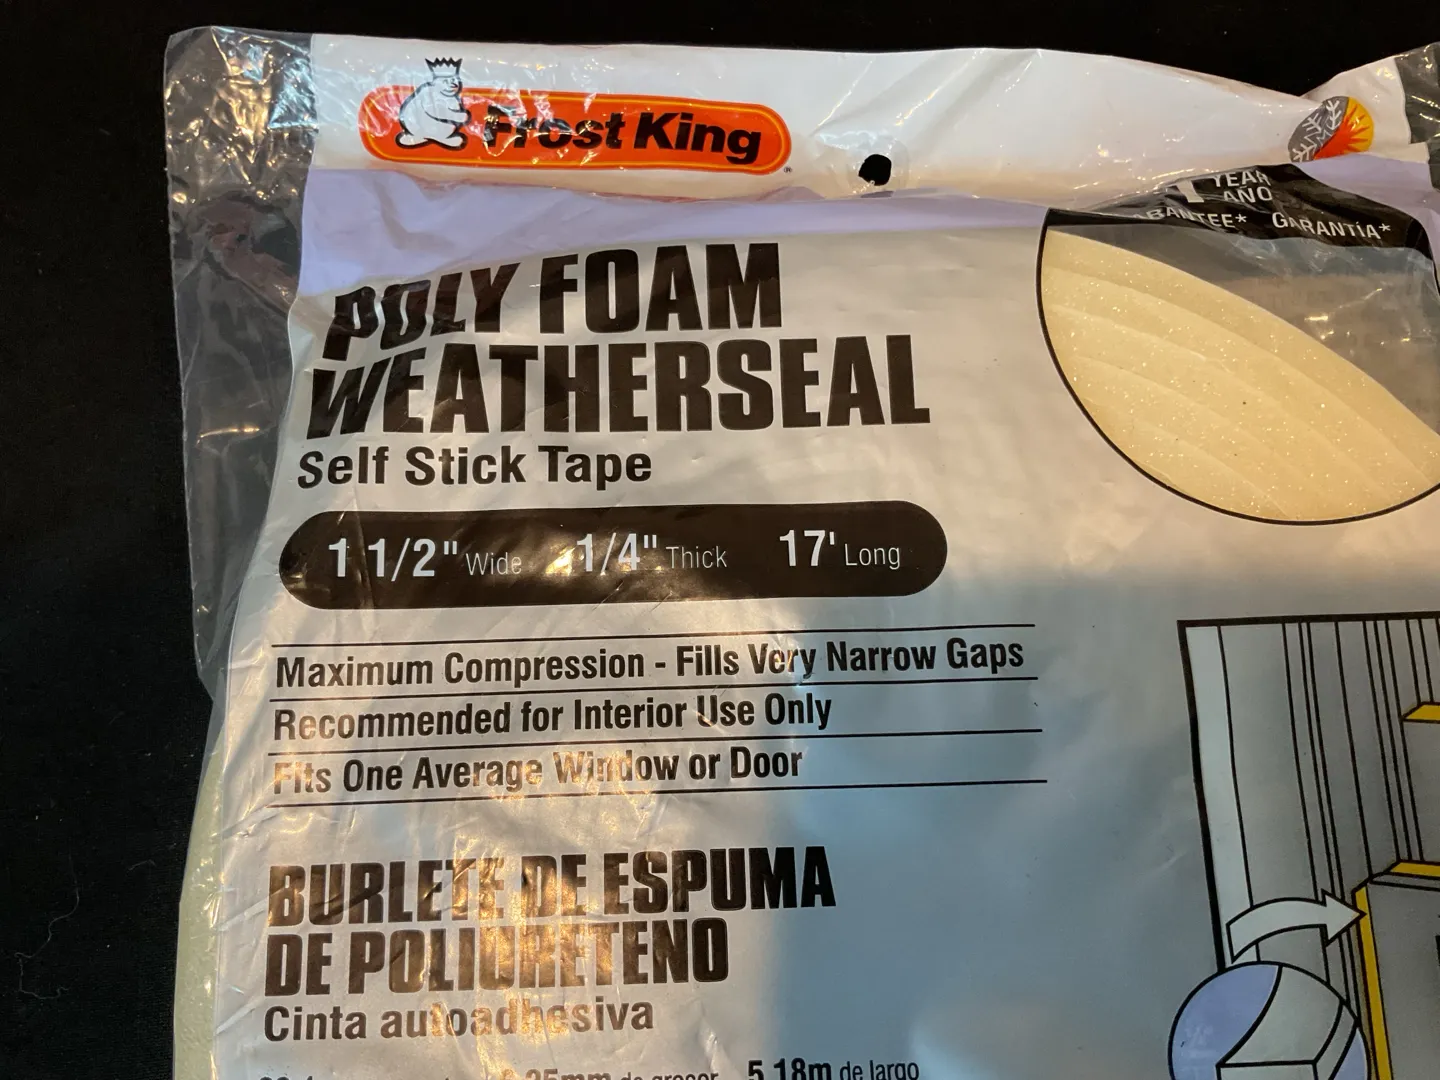 Frost King
YEAR
AÑO
GARANTÍA*
POLY FOAM
WEATHERSEAL
Self Stick Tape
1 1/2" Wide 1/4" Thick 17' Long
Maximum Compression - Fills Very Narrow Gaps
Recommended for Interior Use Only
Fits One Average Window or Door
BURLETE DE ESPUMA
DE POLIURETENO
Cinta autoadhesiva
5.18m de largo